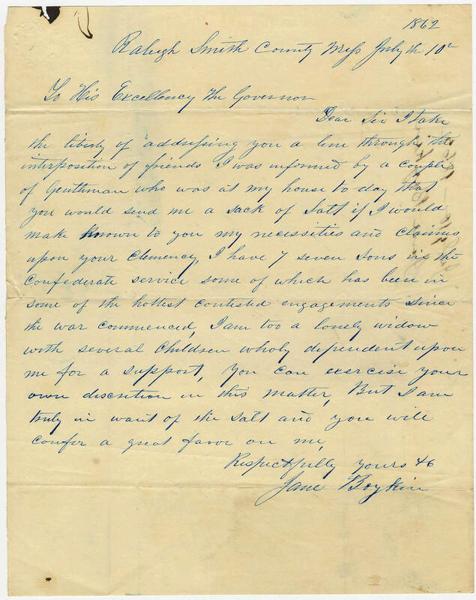 1862
Raleigh Smith County Miss July th 10th
To His Excellency the Governor
Dear Sir I take
the liberty of addressing you a line through the
interposition of friends I was informed by a couple
of Genthman who was at my house to day that
you would send me a sack of Salt if I would
make known to you my necessities and claims
upon your Clemency, I have 7 seven Sons in the
Confederate service some of which has been in
some of the hottest contested engagements since
the war commenced, I am too a lonely widow
with several Children wholy dependent upon
me for a support, You can exercise your
own discretion in this matter But I am
truly in want of the Salt and you will
confer a great favor on me,
Respectfully yours &c
Jane Boykin